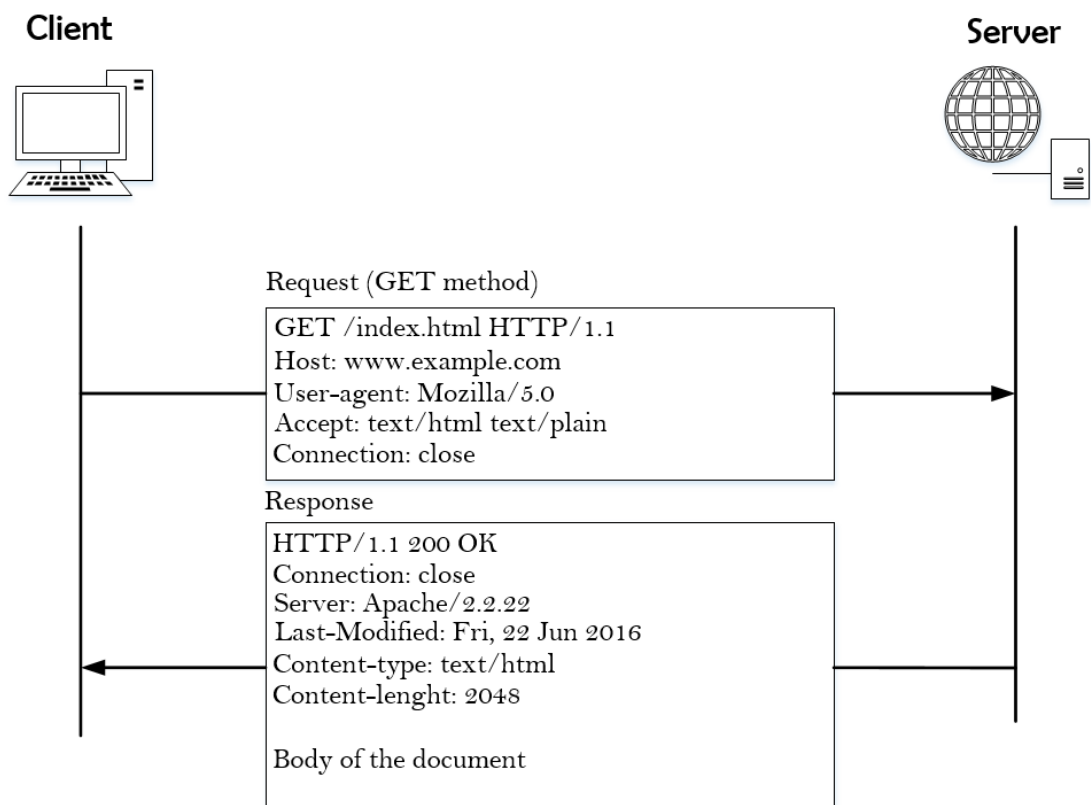 Client
Server
Request (GET method)
GET /index.html HTTP/1.1
Host: www.example.com
User-agent: Mozilla/5.0
Accept: text/html text/plain
Connection: close
Response
HTTP/1.1 200 OK
Connection: close
Server: Apache/2.2.22
Last-Modified: Fri, 22 Jun 2016
Content-type: text/html
Content-lenght: 2048
Body of the document